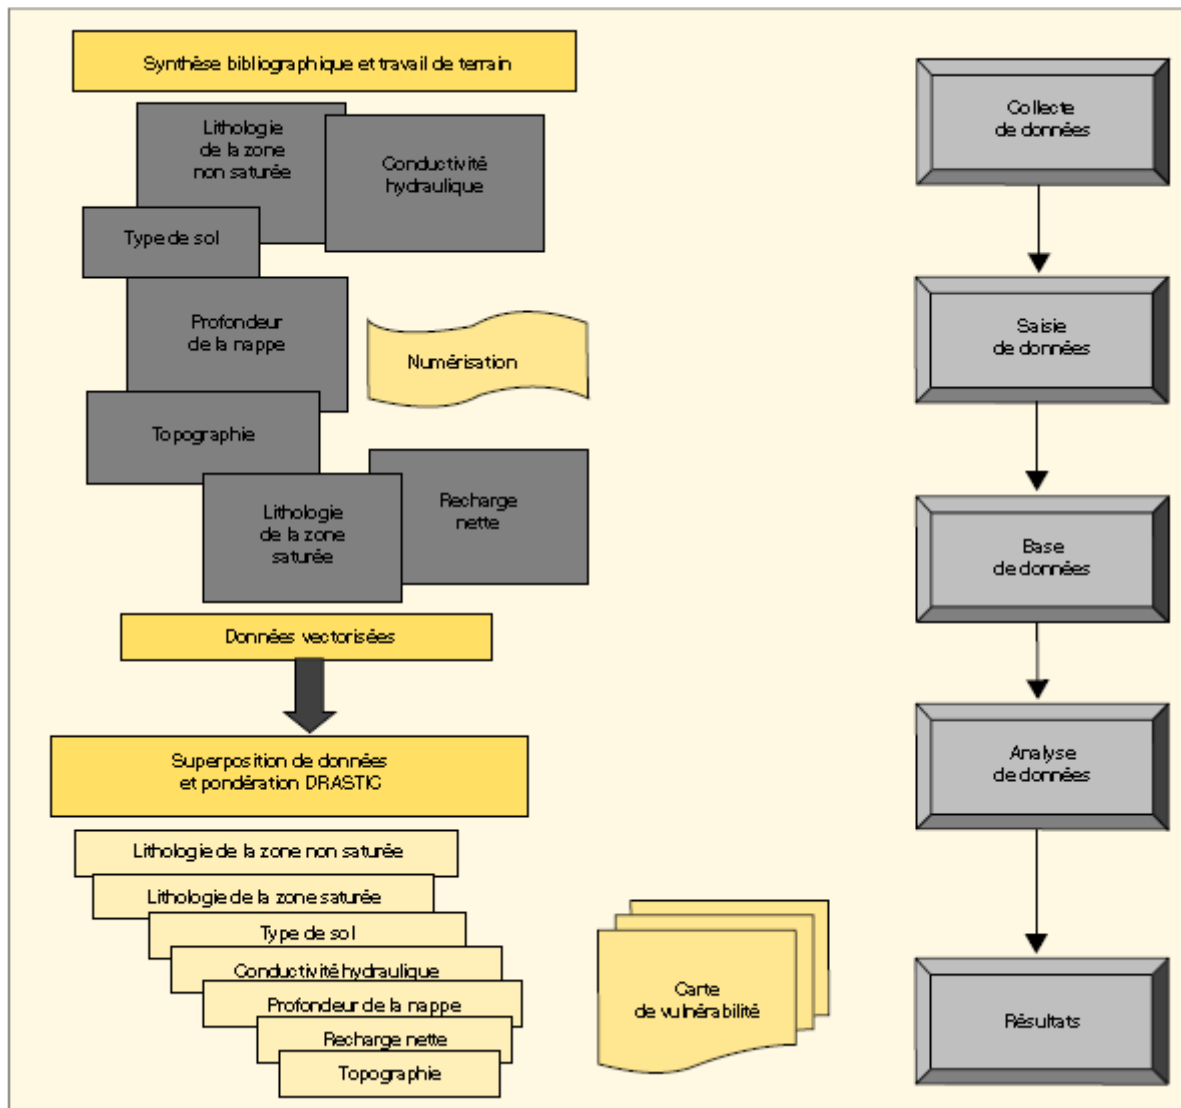 Synthèse bibliographique et travail de terrain
Lithologie
de la zone
non saturée
Conductivité
hydraulique
Type de sol
Profondeur
de la nappe
Numérisation
Topographie
Lithologie
de la zone
saturée
Recharge
nette
Données vectorisées
Superposition de données
et pondération DRASTIC
Lithologie de la zone non saturée
Lithologie de la zone saturée
Type de sol
Conductivité hydraulique
Profondeur de la nappe
Recharge nette
Topographie
Carte
de vulnérabilité
Collecte
de données
Saisie
de données
Base
de données
Analyse
de données
Résultats